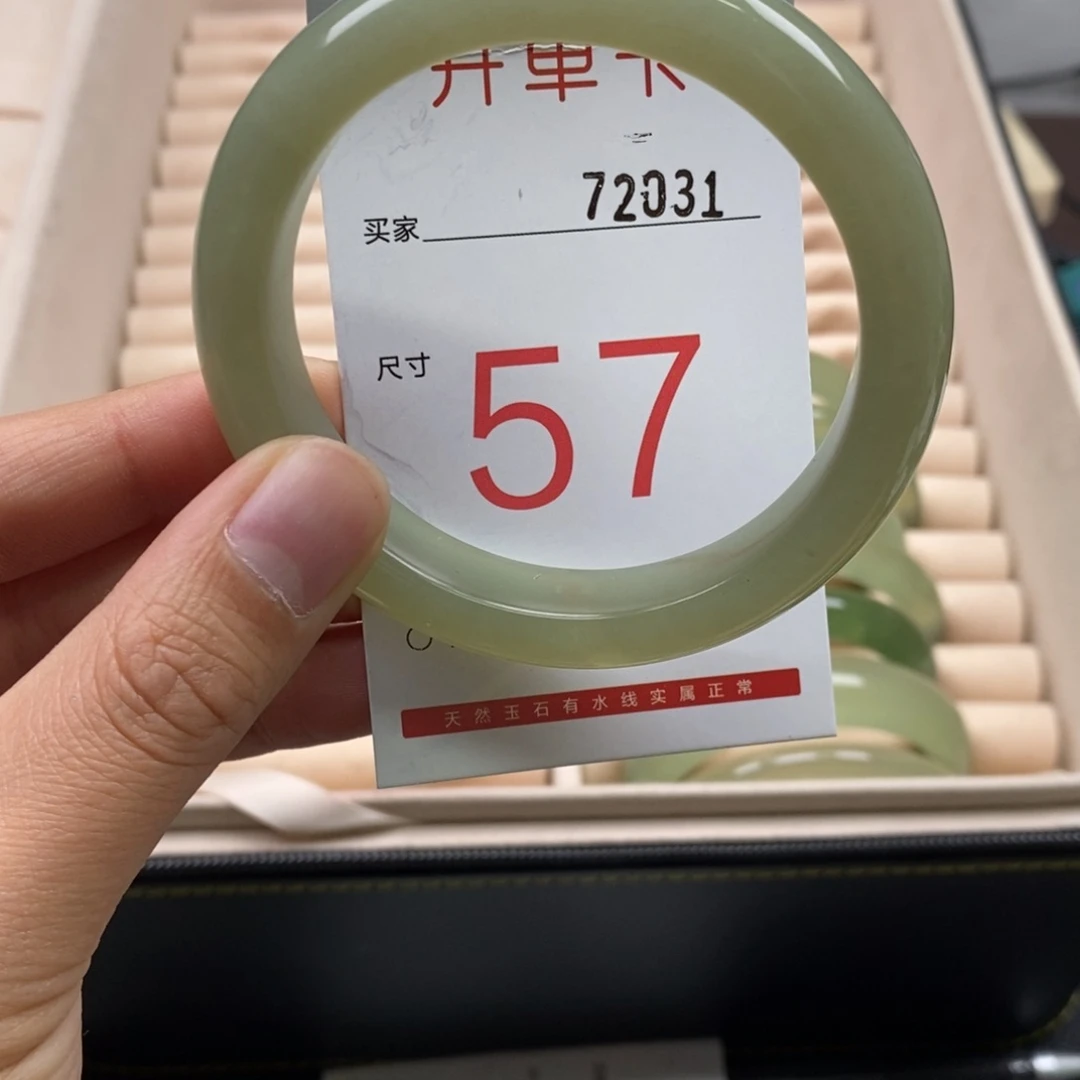 开单卡
买家 72031
尺寸 57
天然玉石有水线实属正常